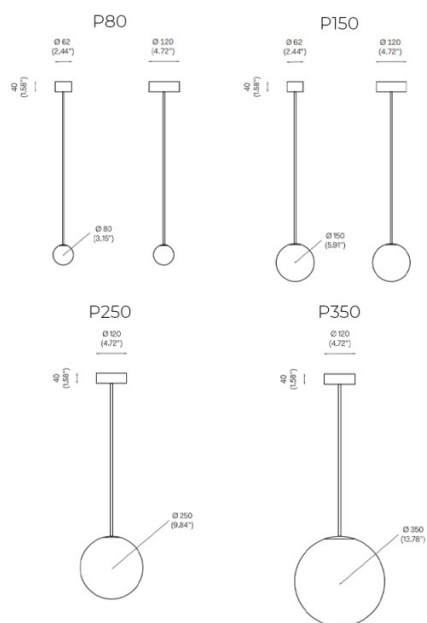 P80
Ø 62
(2.44")
Ø 120
(4.72")
40
(1.58")
Ø 80
(3.15")
P150
Ø 62
(2.44")
Ø 120
(4.72")
40
(1.58")
Ø 150
(5.91")
P250
Ø 120
(4.72")
40
(1.58")
Ø 250
(9.84")
P350
Ø 120
(4.72")
40
(1.58")
Ø 350
(13.78")